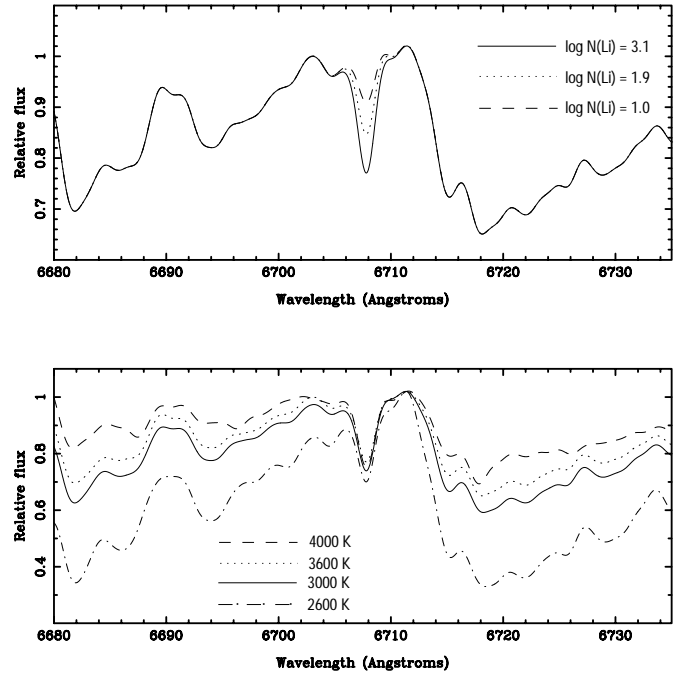 1
0.9
0.8
0.7
Relative flux
log N(Li) = 3.1
log N(Li) = 1.9
log N(Li) = 1.0
6680 6690 6700 6710 6720 6730
Wavelength (Angstroms)
1
0.8
0.6
0.4
Relative flux
4000 K
3600 K
3000 K
2600 K
6680 6690 6700 6710 6720 6730
Wavelength (Angstroms)